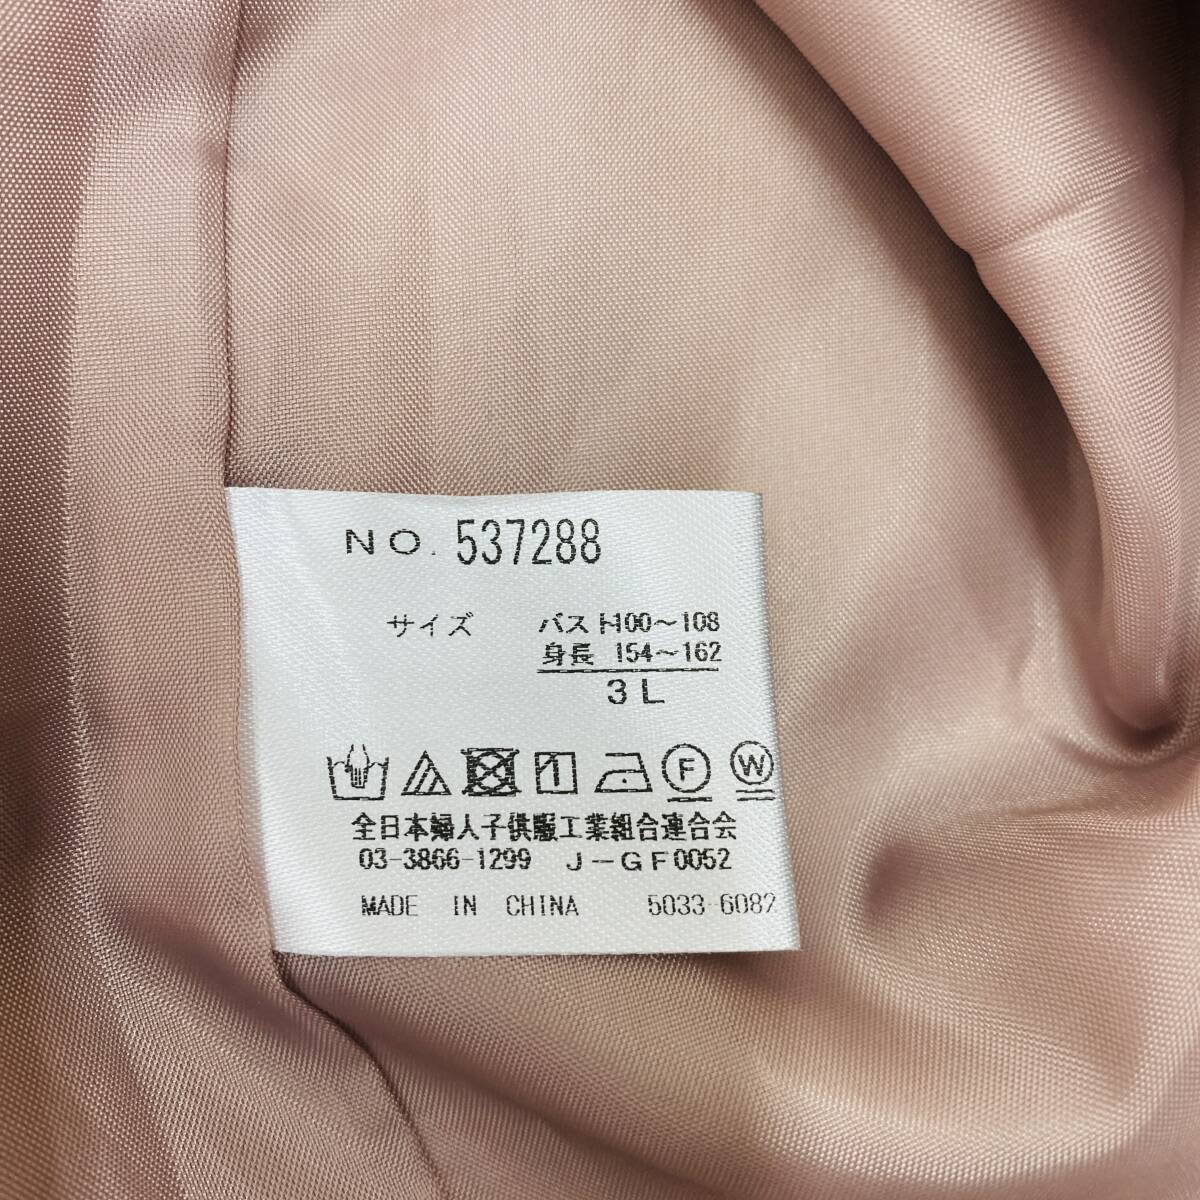 NO. 537288
サイズ バスト100～108
身長 154～162
3L
F W
全日本婦人子供服工業組合連合会
03-3866-1299 J-GF0052
MADE IN CHINA 5033-6082